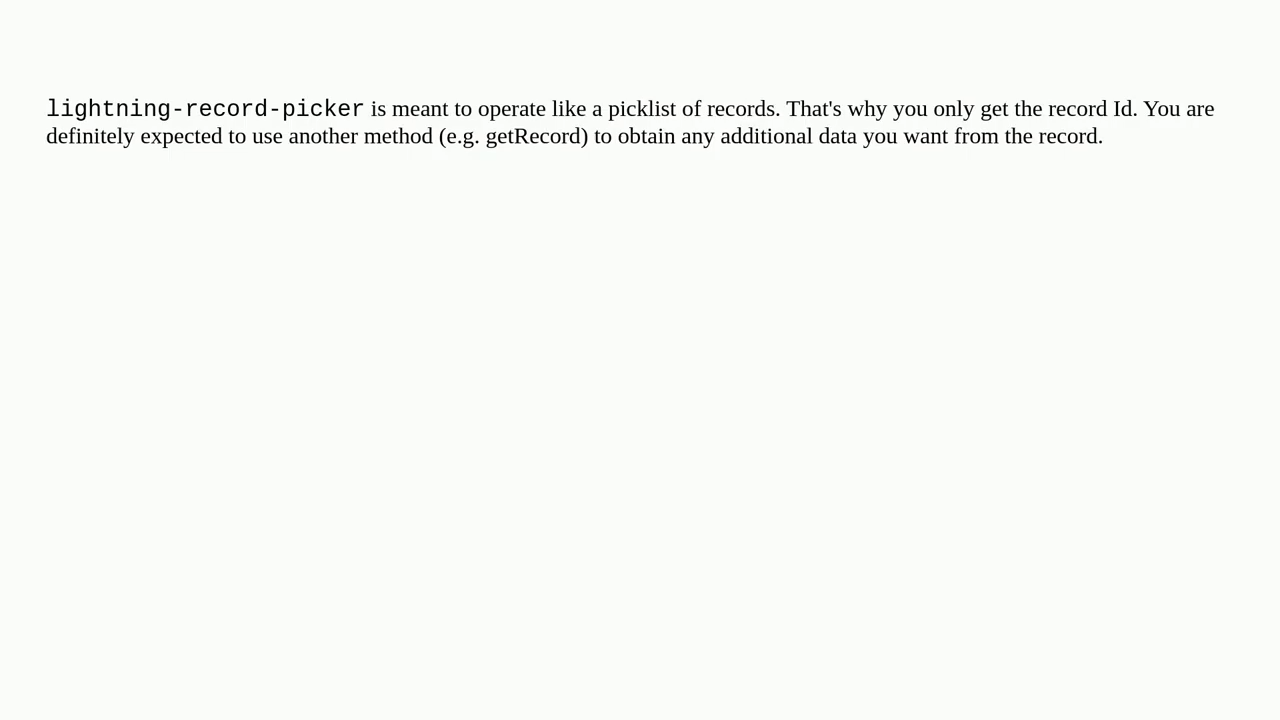 lightning-record-picker is meant to operate like a picklist of records. That's why you only get the record Id. You are
definitely expected to use another method (e.g. getRecord) to obtain any additional data you want from the record.